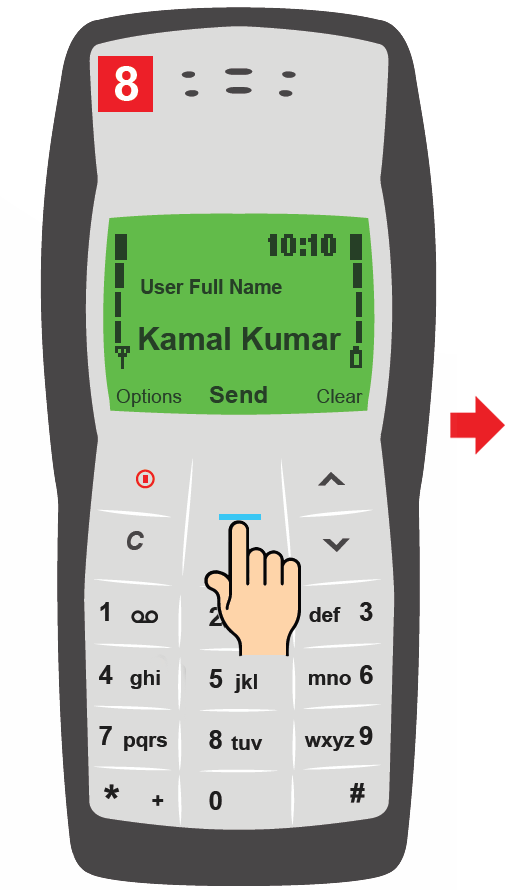 8
10:10
User Full Name
Kamal Kumar
Options Send Clear
C
1 2 def 3
4 ghi 5 jkl mno 6
7 pqrs 8 tuv wxyz 9
* + 0 #